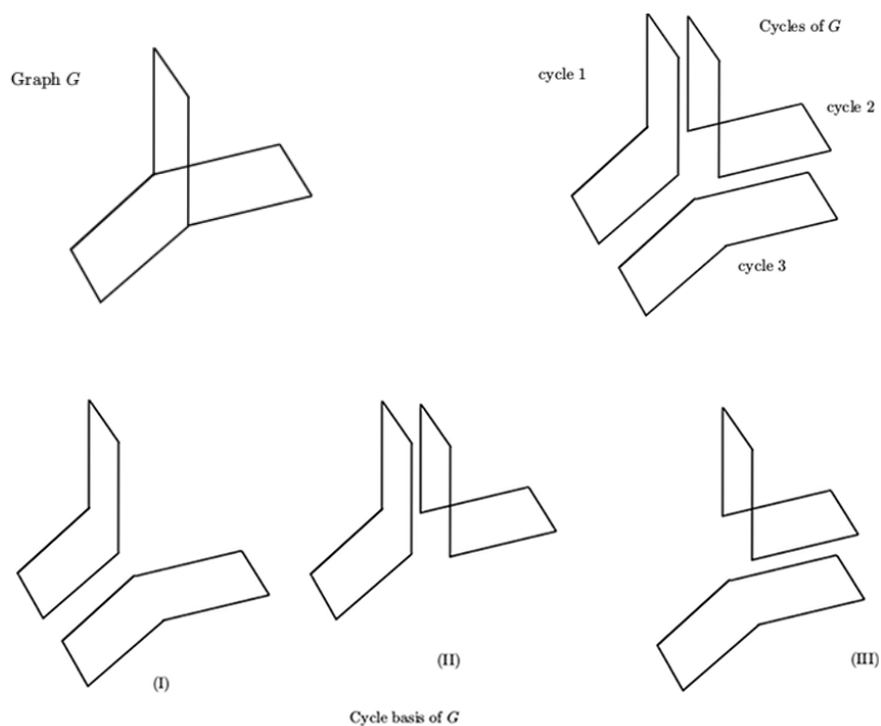 Graph G
Cycles of G
cycle 1
cycle 2
cycle 3
(I)
(II)
(III)
Cycle basis of G